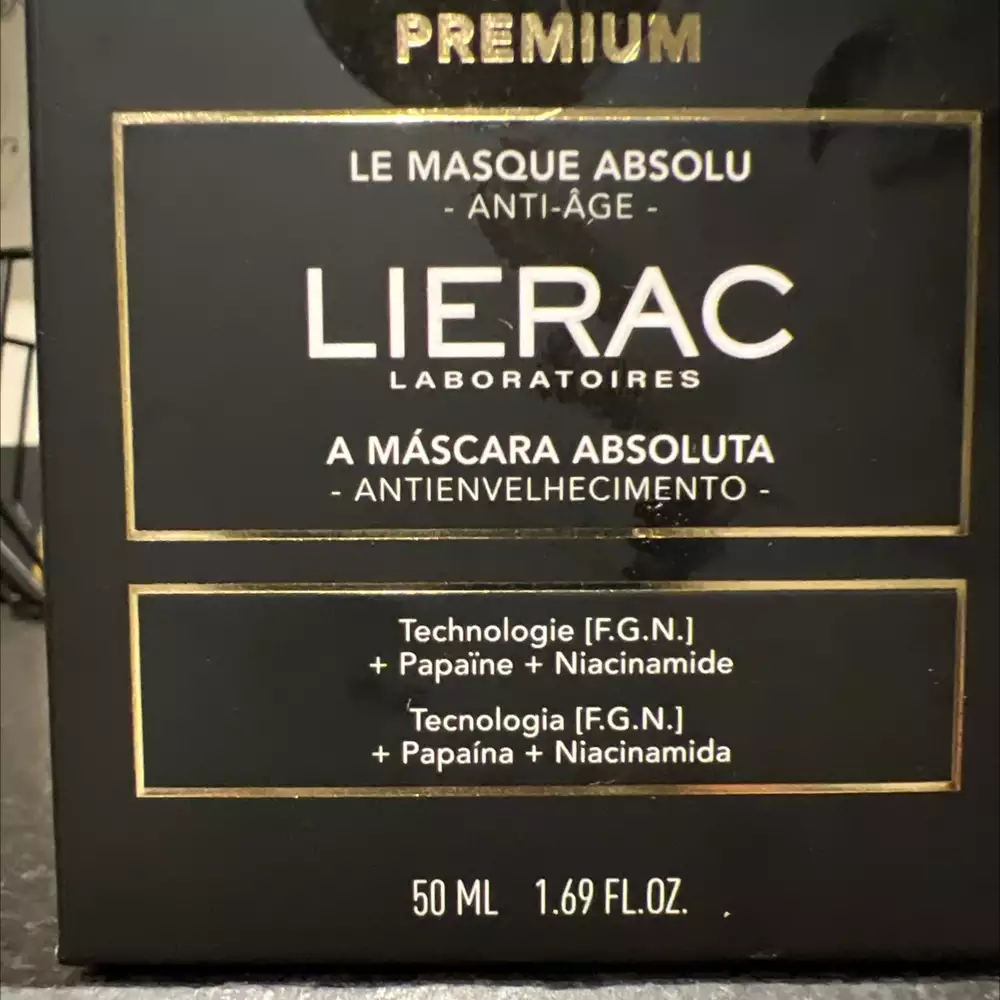 PREMIUM
LE MASQUE ABSOLU
- ANTI-ÂGE -
LIERAC
LABORATOIRES
A MÁSCARA ABSOLUTA
- ANTIENVELHECIMENTO -
Technologie [F.G.N.]
+ Papaïne + Niacinamide
Tecnologia [F.G.N.]
+ Papaína + Niacinamida
50 ML 1.69 FL.OZ.